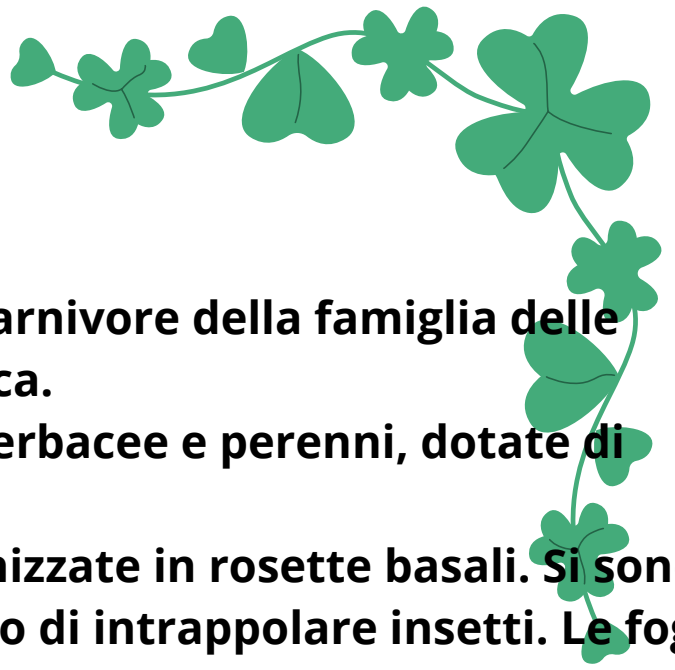 arnivore della famiglia delle
ca.
erbacee e perenni, dotate di
nizzate in rosette basali. Si son
o di intrappolare insetti. Le fog